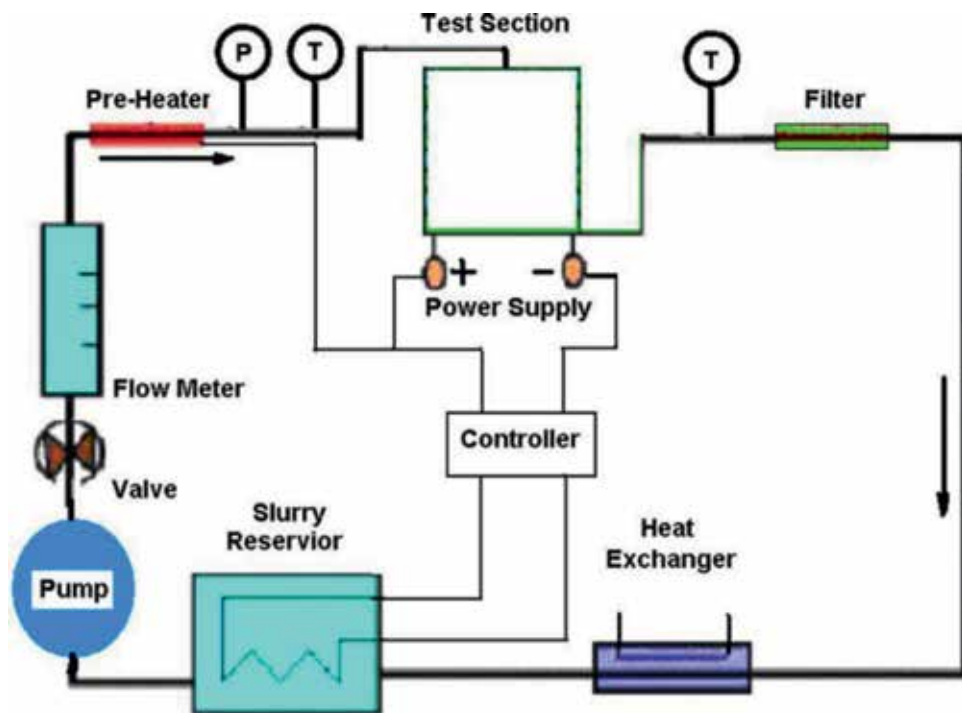 Test Section
P
T
T
Pre-Heater
Filter
+
-
Power Supply
Flow Meter
Controller
Valve
Slurry
Reservior
Heat
Exchanger
Pump